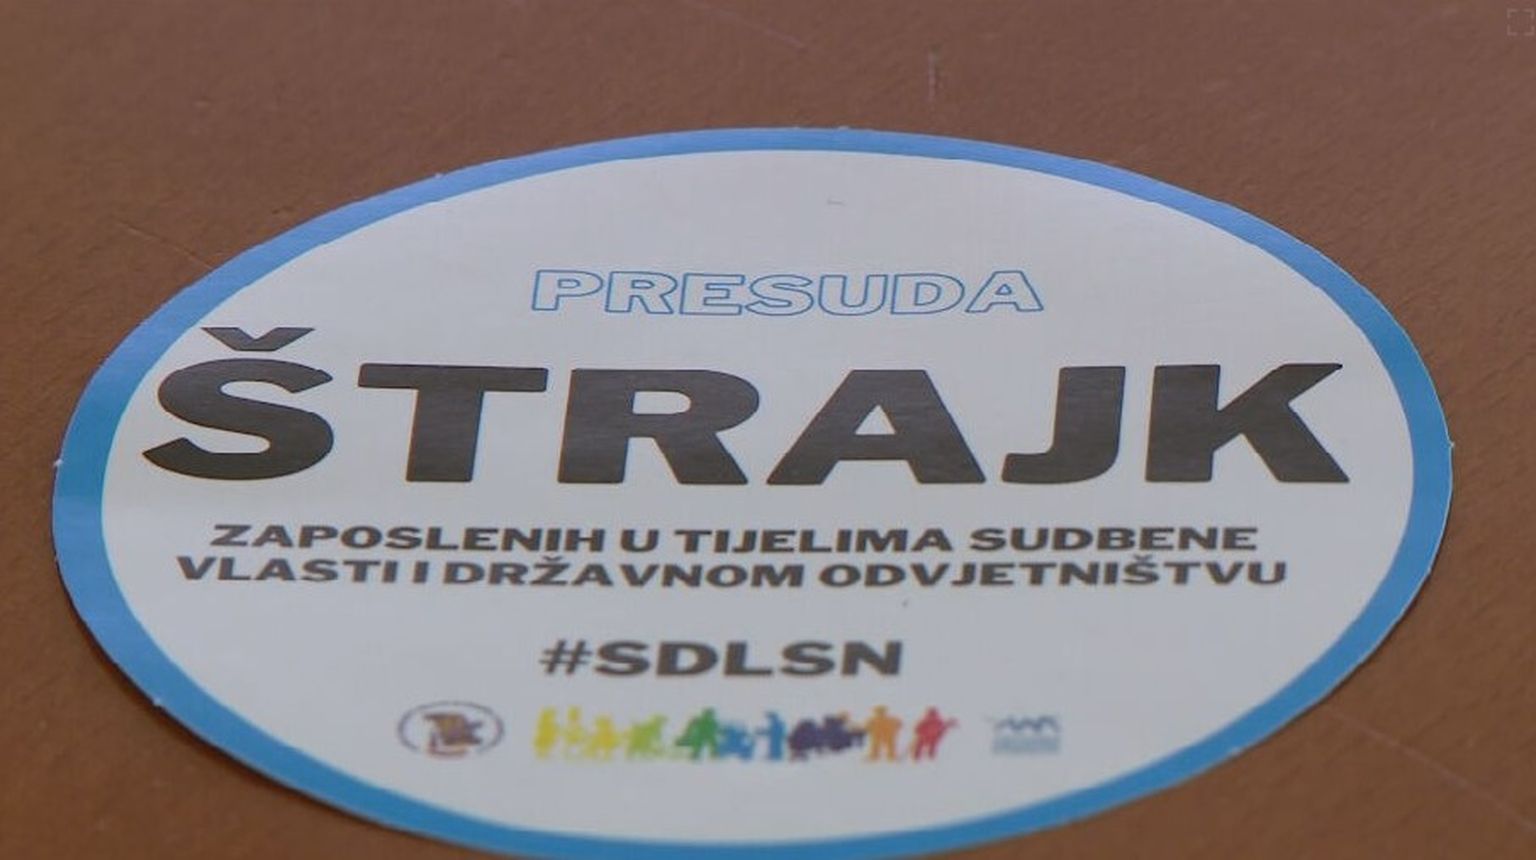 PRESUDA
ŠTRAJK
ZAPOSLENIH U TIJELIMA SUDBENE
VLASTI I DRŽAVNOM ODVJETNIŠTVU
#SDLSN